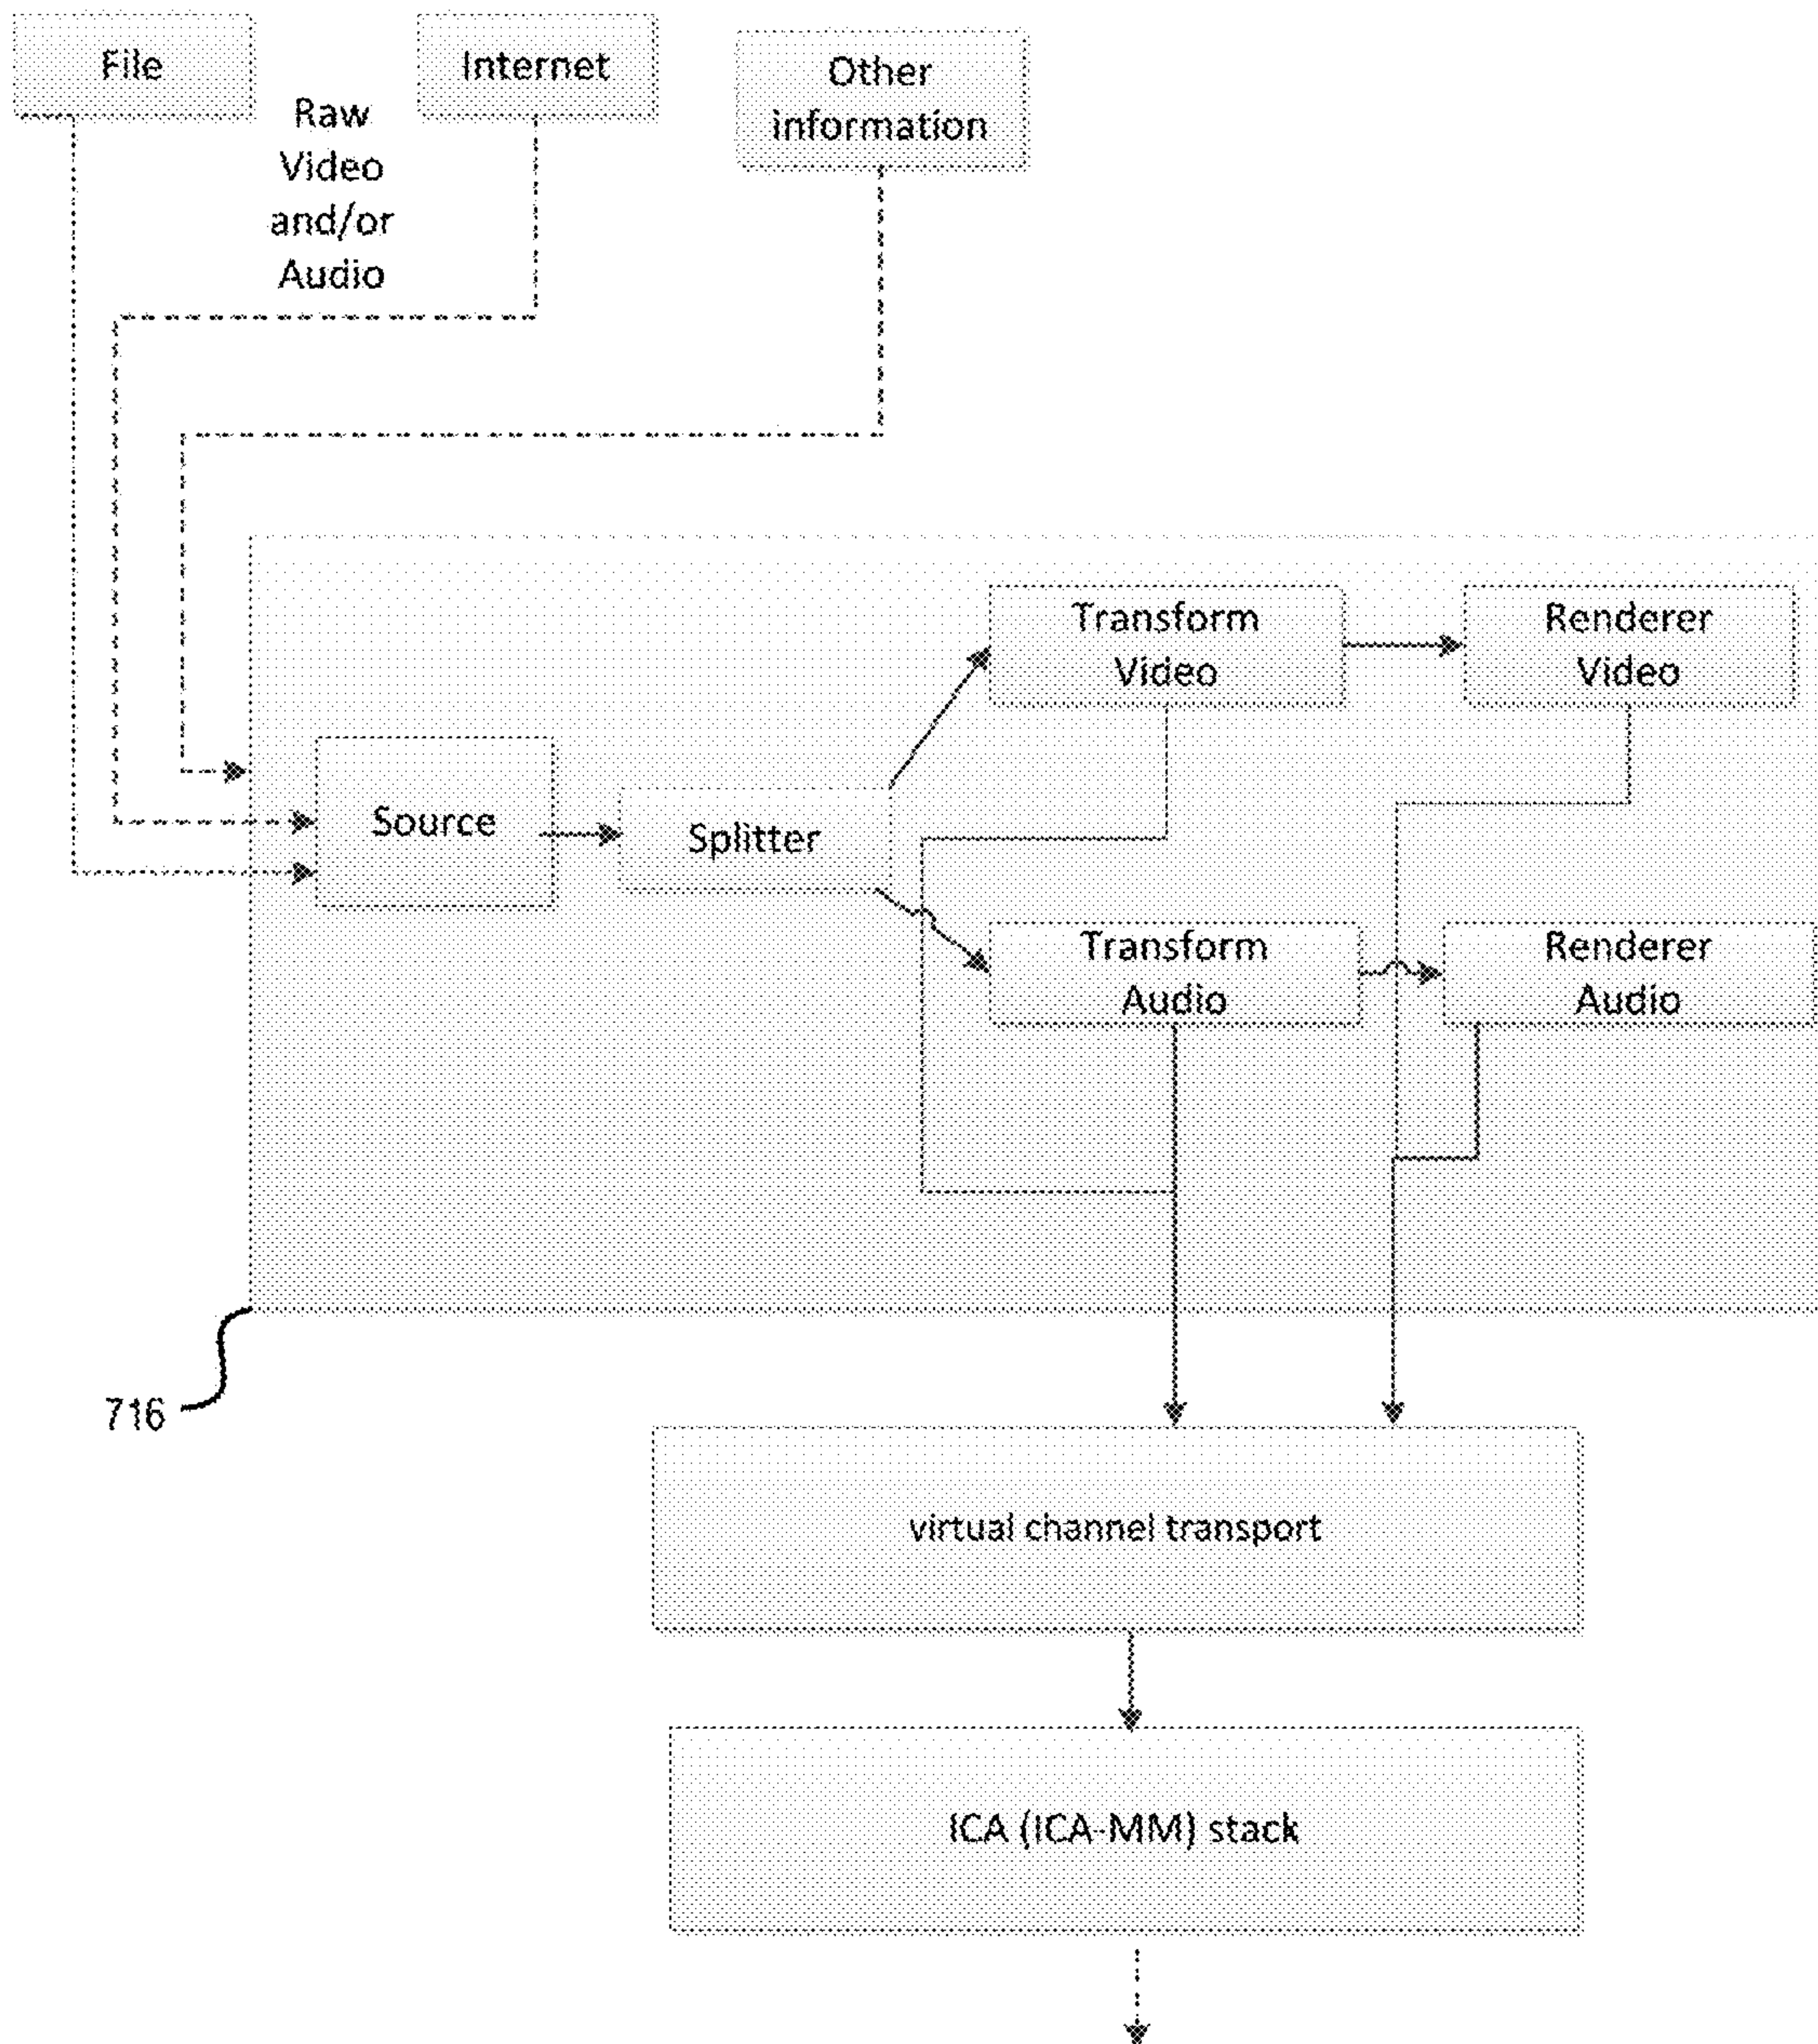 File
Internet
Other
information
Raw
Video
and/or
Audio
Transform
Video
Renderer
Video
Source
Splitter
Transform
Audio
Renderer
Audio
716
virtual channel transport
ICA (ICA-MM) stack